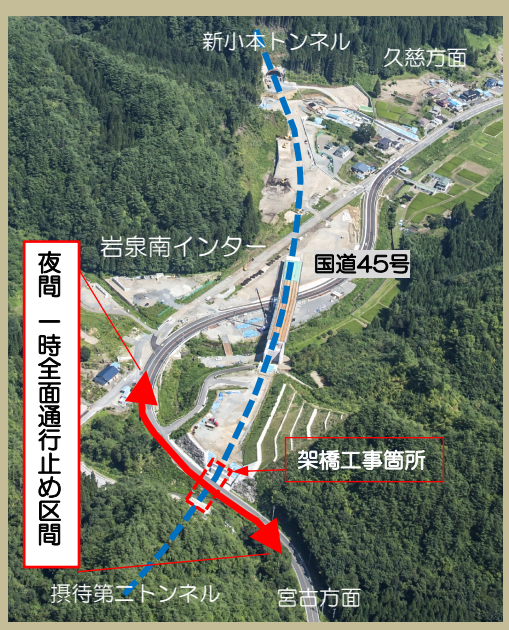 新小本トンネル
久慈方面
岩泉南インター
国道45号
夜間 一時全面通行止め区間
架橋工事箇所
摂待第二トンネル
宮古方面